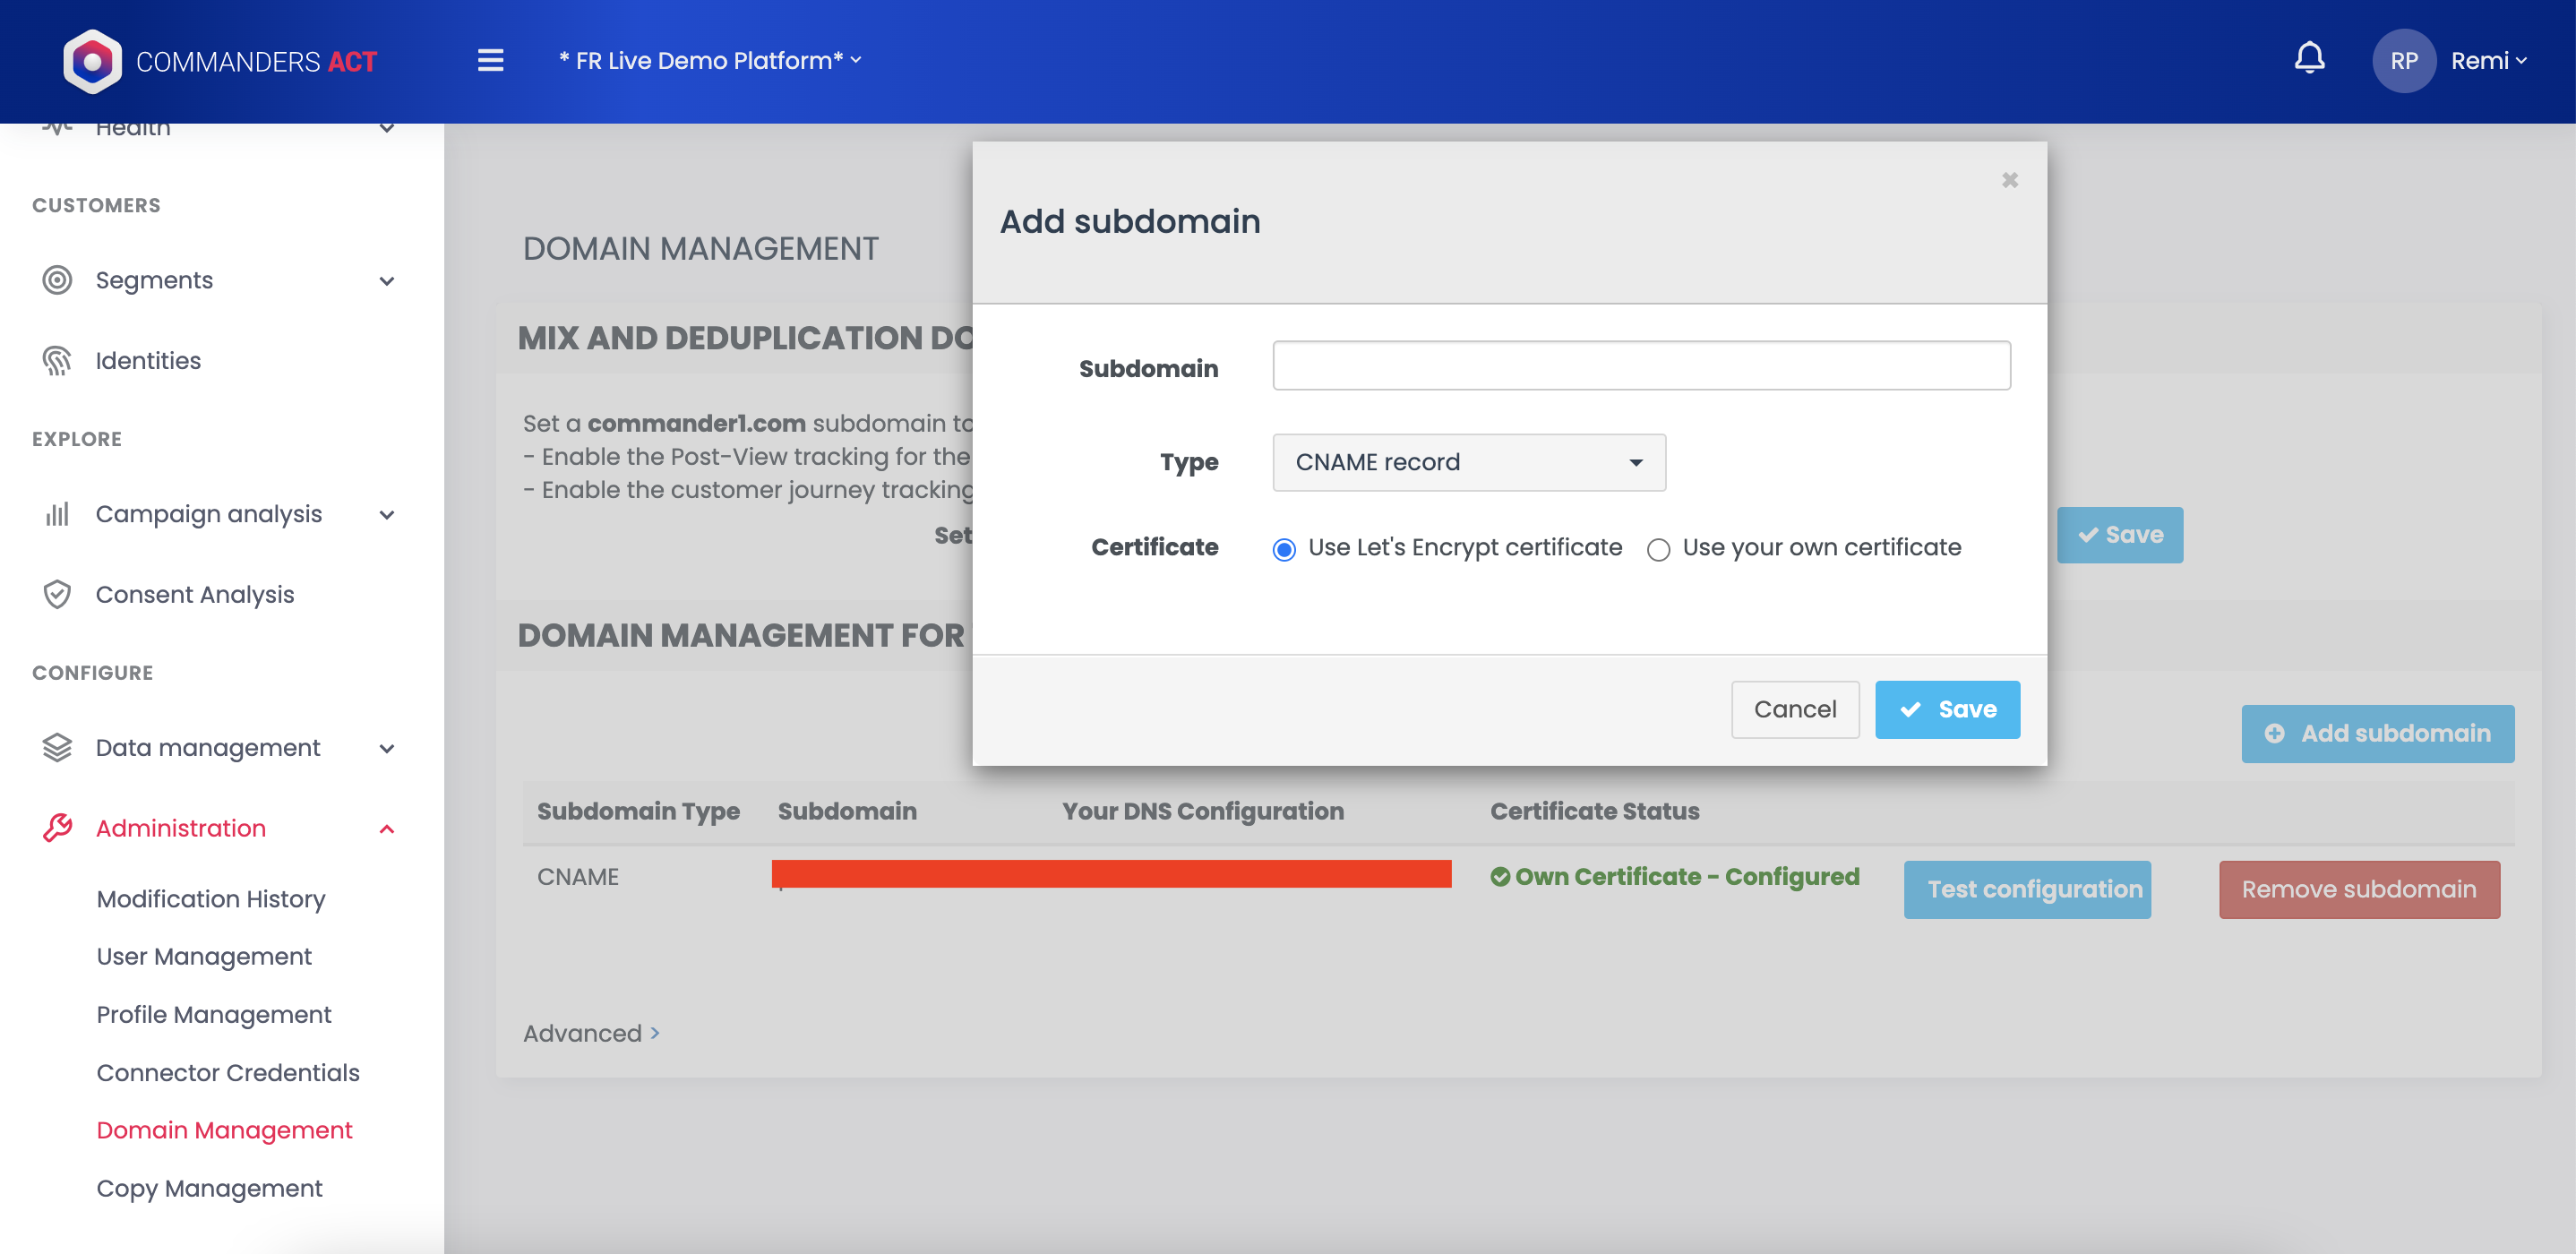 COMMANDERS ACT
* FR Live Demo Platform*
RP
Remi
Health
CUSTOMERS
Segments
Identities
EXPLORE
Campaign analysis
Consent Analysis
CONFIGURE
Data management
Administration
Modification History
User Management
Profile Management
Connector Credentials
Domain Management
Copy Management
DOMAIN MANAGEMENT
MIX AND DEDUPLICATION DO
Set a commander1.com subdomain to
- Enable the Post-View tracking for the
- Enable the customer journey tracking
Set
Save
DOMAIN MANAGEMENT FOR
Add subdomain
Subdomain Type Subdomain Your DNS Configuration Certificate Status
CNAME Own Certificate - Configured Test configuration Remove subdomain
Advanced >
Add subdomain
Subdomain
Type CNAME record
Certificate Use Let's Encrypt certificate Use your own certificate
Cancel Save